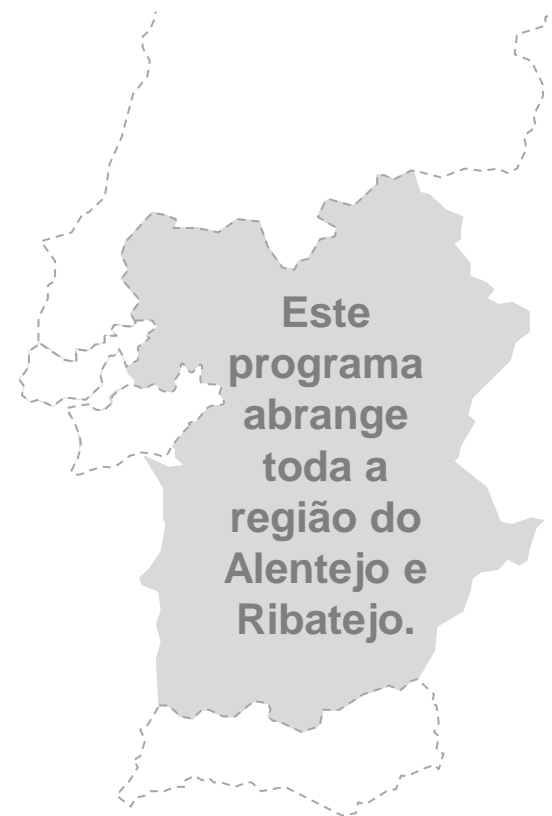 Este
programa
abrange
toda a
região do
Alentejo e
Ribatejo.